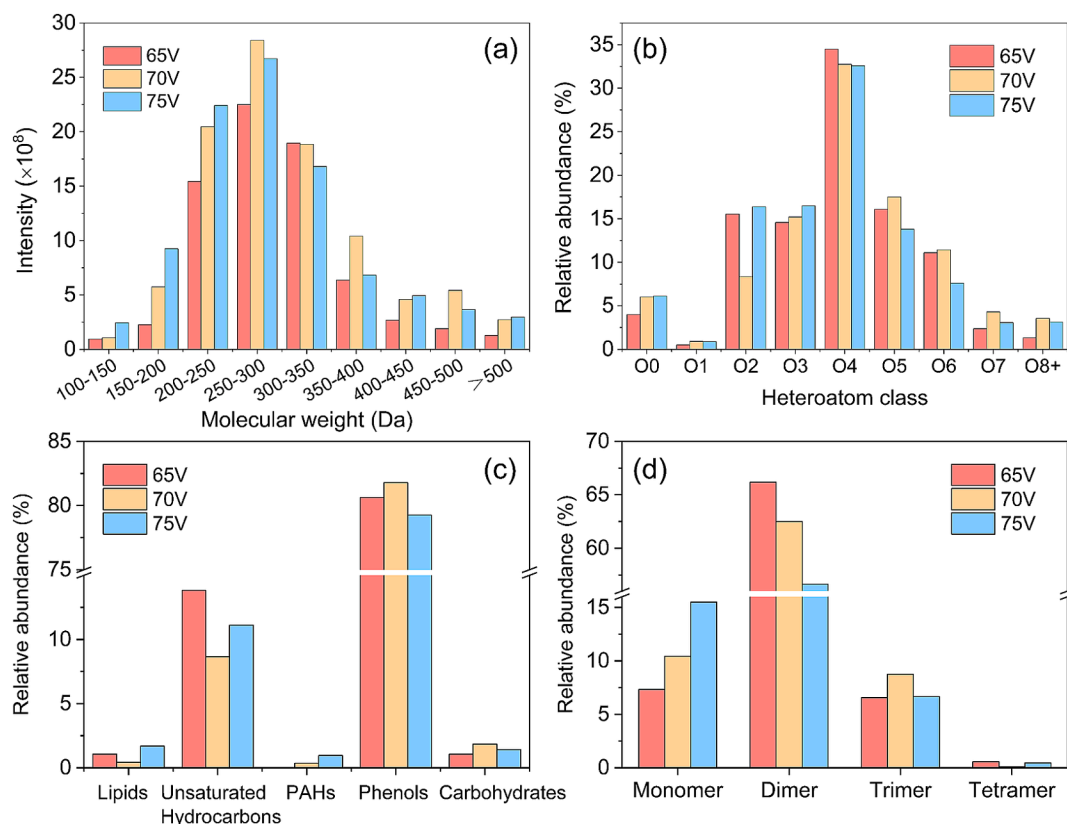 (a)
65V
70V
75V
Intensity (×10⁸)
30
25
20
15
10
5
0
100-150
150-200
200-250
250-300
300-350
350-400
400-450
450-500
>500
Molecular weight (Da)
(b)
65V
70V
75V
Relative abundance (%)
35
30
25
20
15
10
5
0
O0 O1 O2 O3 O4 O5 O6 O7 O8+
Heteroatom class
(c)
65V
70V
75V
Relative abundance (%)
85
80
75
10
5
0
Lipids Unsaturated PAHs Phenols Carbohydrates
Hydrocarbons
(d)
65V
70V
75V
Relative abundance (%)
70
65
60
15
10
5
0
Monomer Dimer Trimer Tetramer